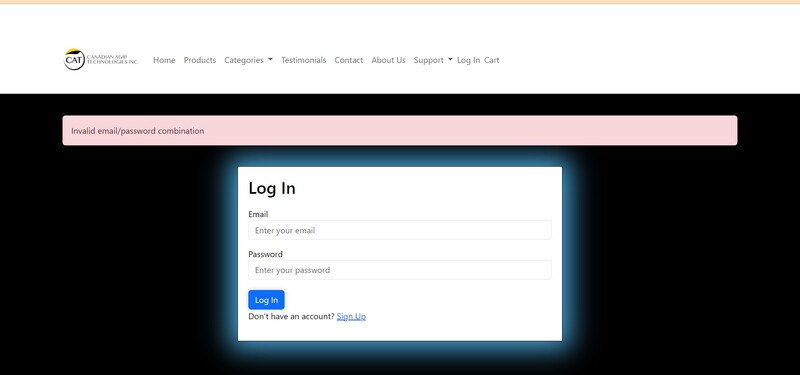 CAT CANADIAN AGRI
TECHNOLOGIES INC.
Home Products Categories Testimonials Contact About Us Support Log In Cart
Invalid email/password combination
Log In
Email
Enter your email
Password
Enter your password
Log In
Don't have an account? Sign Up